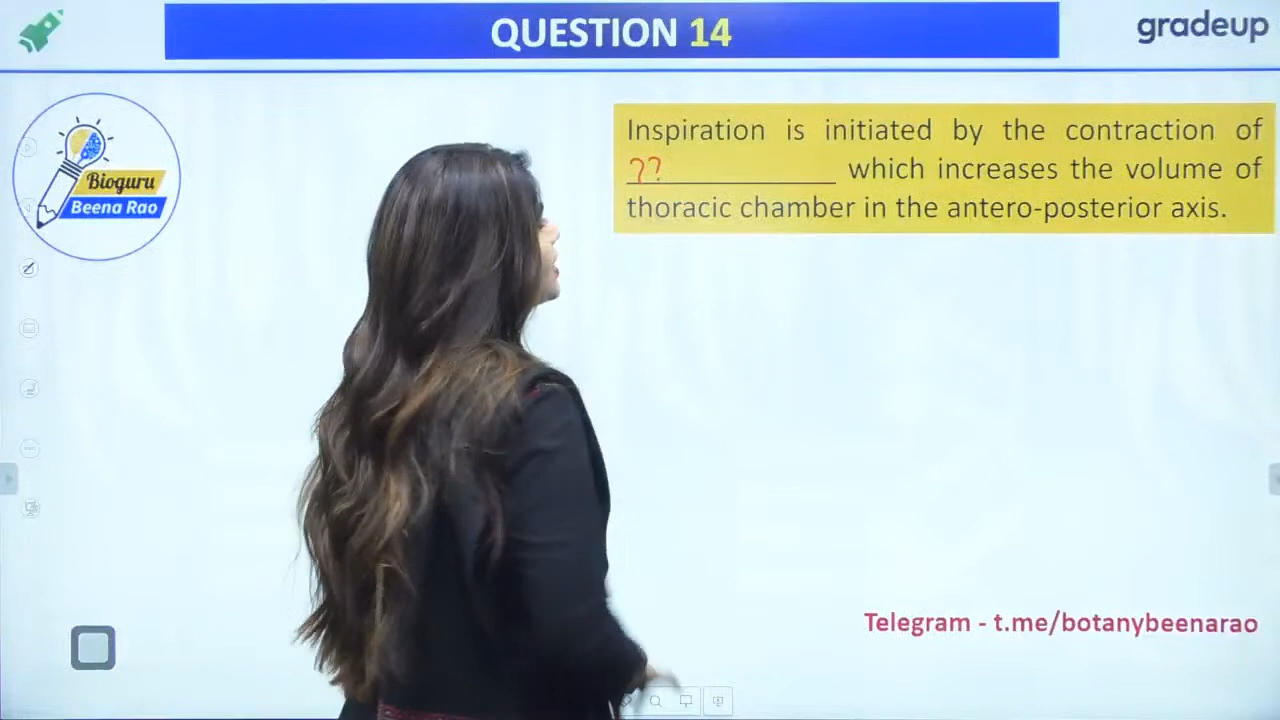 QUESTION 14
gradeup
Bioguru
Beena Rao
Inspiration is initiated by the contraction of
?? which increases the volume of
thoracic chamber in the antero-posterior axis.
Telegram - t.me/botanybeenarao